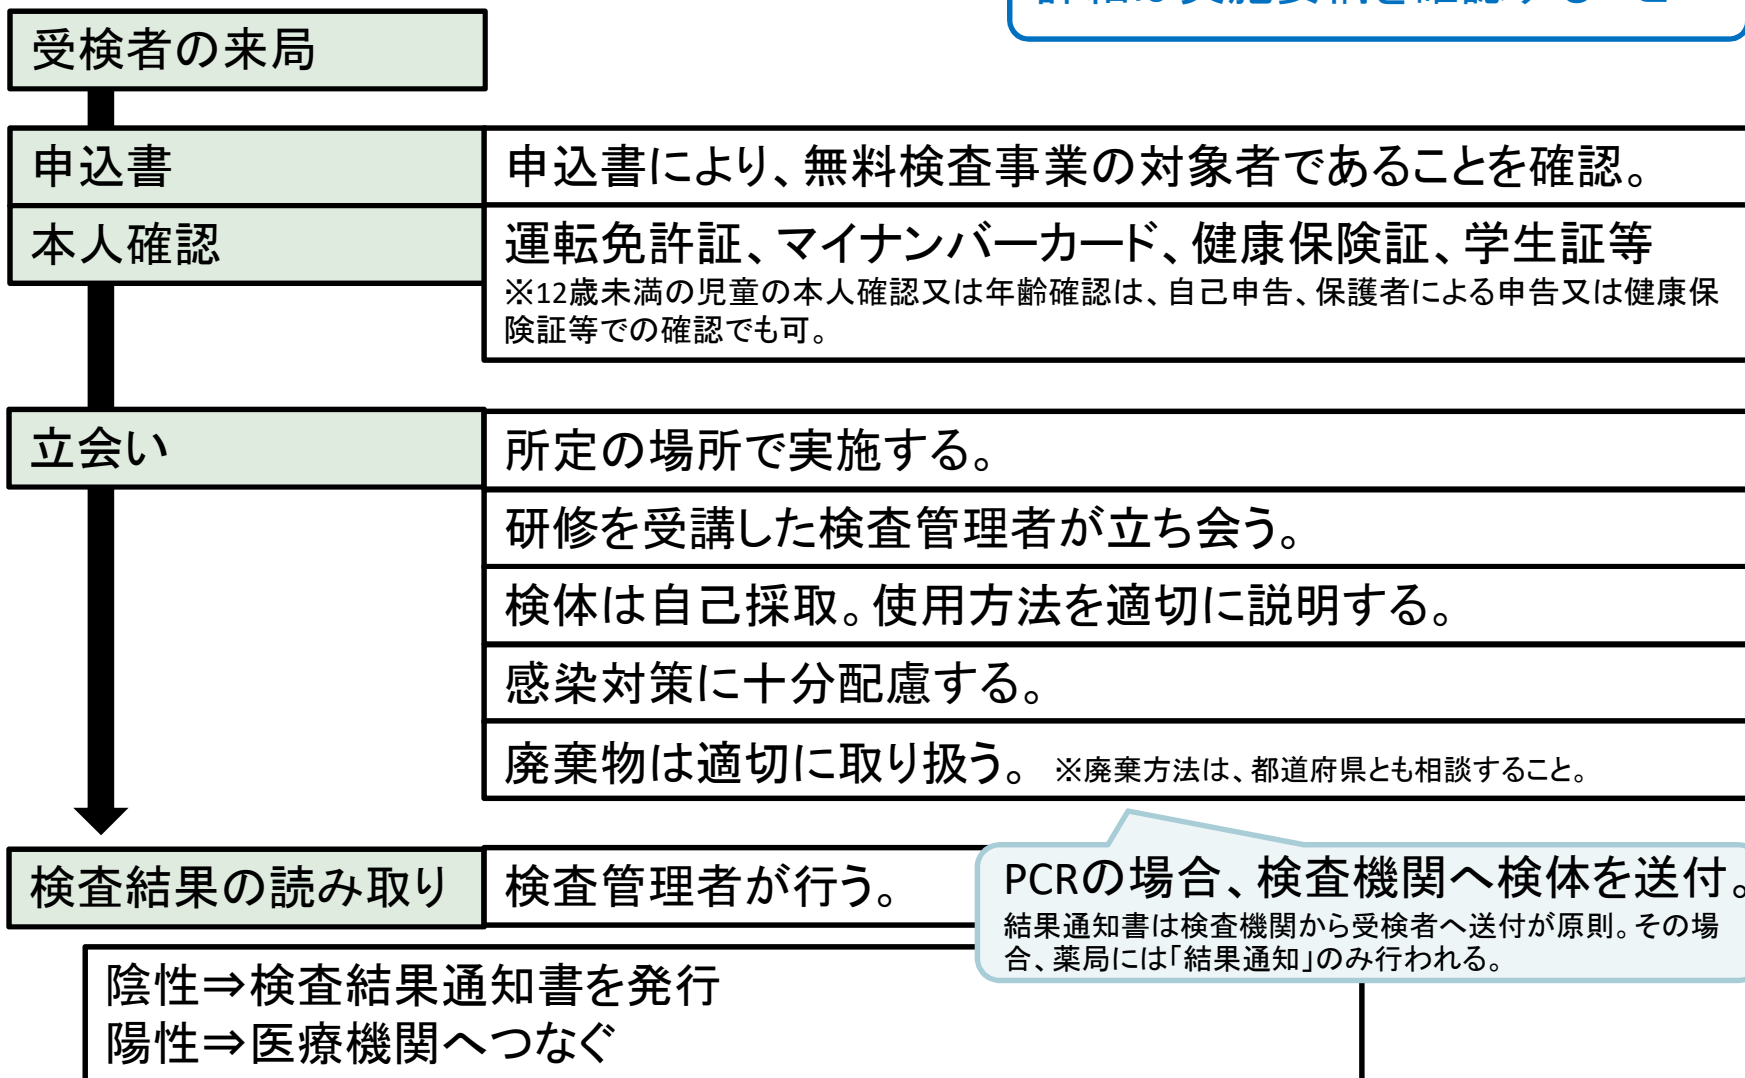 受検者の来局
申込書
申込書により、無料検査事業の対象者であることを確認。
本人確認
運転免許証、マイナンバーカード、健康保険証、学生証等
※12歳未満の児童の本人確認又は年齢確認は、自己申告、保護者による申告又は健康保
険証等での確認でも可。
立会い
所定の場所で実施する。
研修を受講した検査管理者が立ち会う。
検体は自己採取。使用方法を適切に説明する。
感染対策に十分配慮する。
廃棄物は適切に取り扱う。 ※廃棄方法は、都道府県とも相談すること。
検査結果の読み取り
検査管理者が行う。
PCRの場合、検査機関へ検体を送付。
結果通知書は検査機関から受検者へ送付が原則。その場
合、薬局には「結果通知」のみ行われる。
陰性⇒検査結果通知書を発行
陽性⇒医療機関へつなぐ